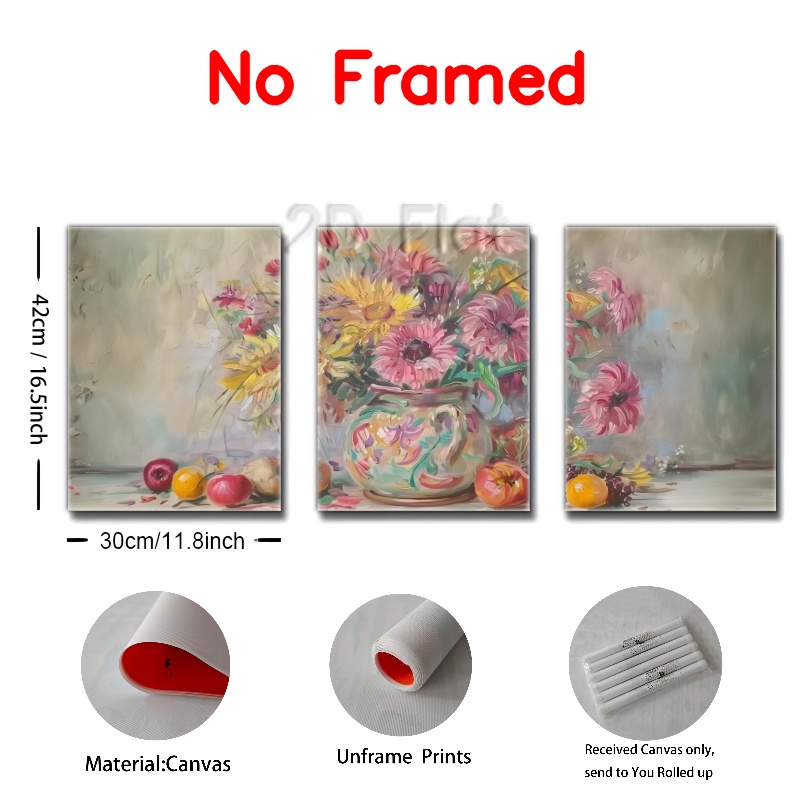 No Framed
2D Flat
42cm / 16.5inch
30cm/11.8inch
Material:Canvas
Unframe Prints
Received Canvas only,
send to You Rolled up